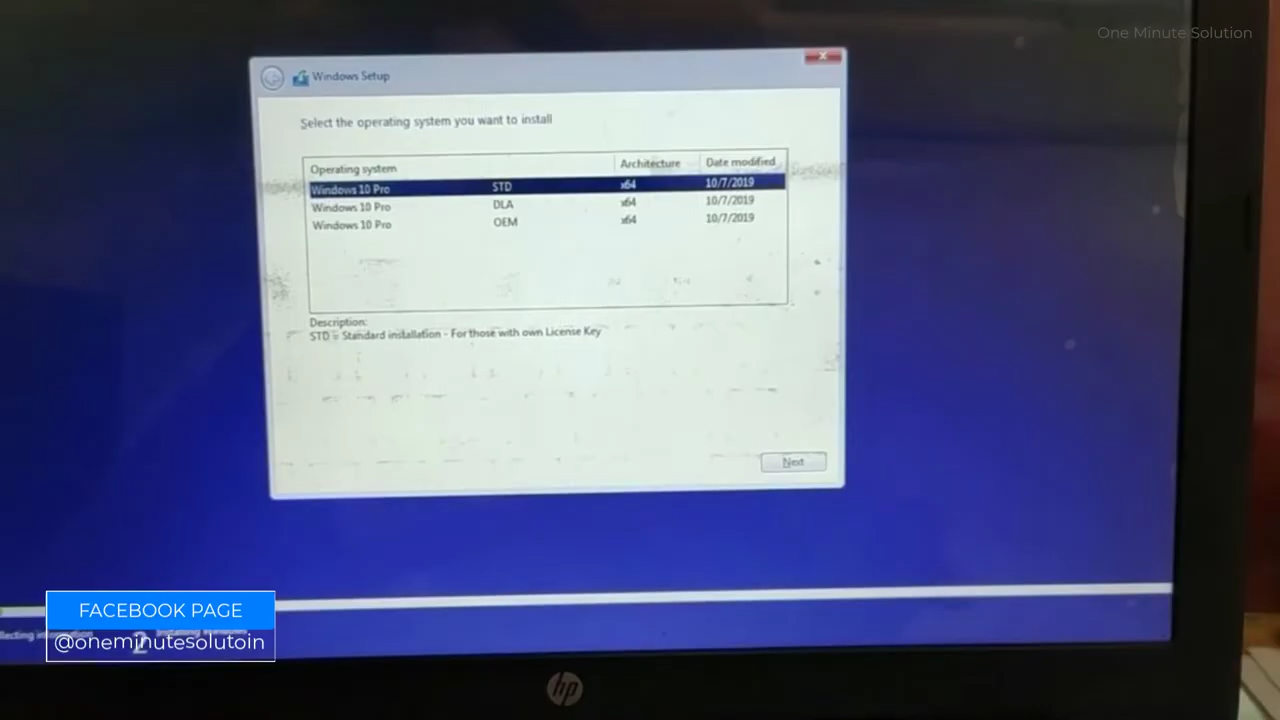 One Minute Solution
Windows Setup
Select the operating system you want to install
Operating system Architecture Date modified
Windows 10 Pro STD x64 10/7/2019
Windows 10 Pro DLA x64 10/7/2019
Windows 10 Pro OEM x64 10/7/2019
Description:
STD = Standard installation - For those with own License Key
Next
FACEBOOK PAGE
@oneminutesolutoin
2
hp